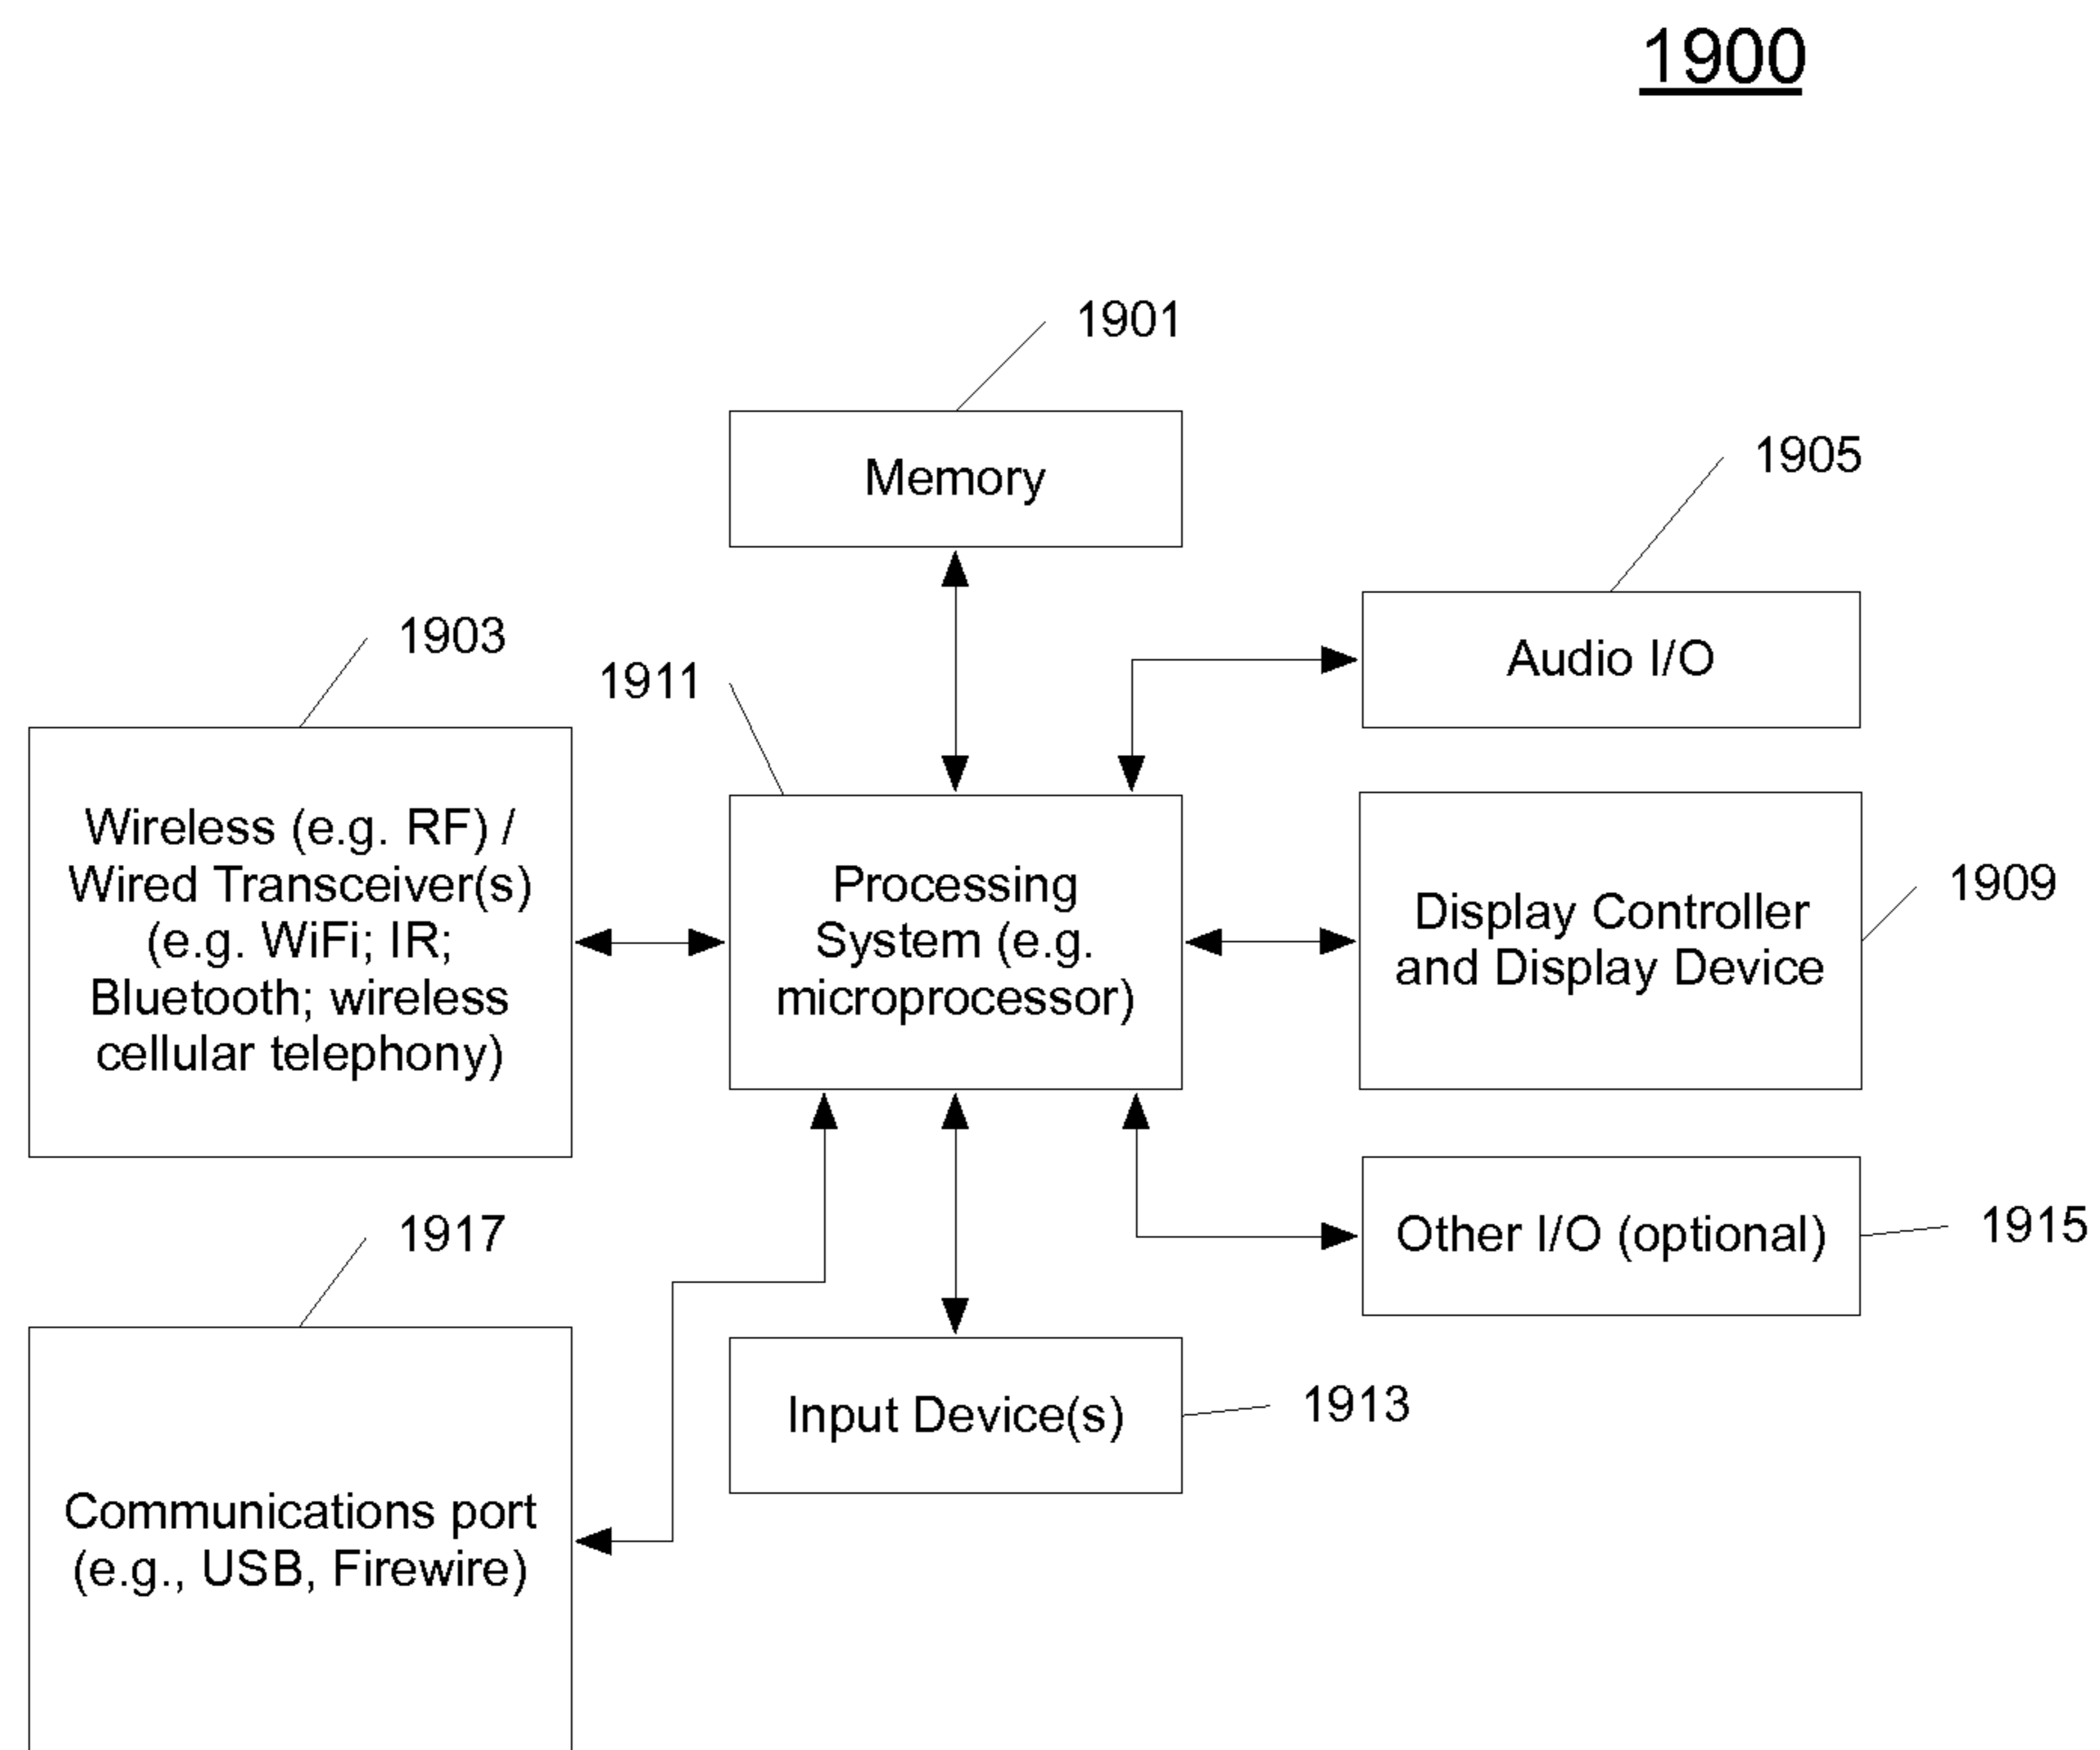 1900
1901
Memory
1905
Audio I/O
1903
1911
Wireless (e.g. RF) /
Wired Transceiver(s)
(e.g. WiFi; IR;
Bluetooth; wireless
cellular telephony)
Processing
System (e.g.
microprocessor)
Display Controller
and Display Device
1909
1917
Other I/O (optional)
1915
Input Device(s)
1913
Communications port
(e.g., USB, Firewire)